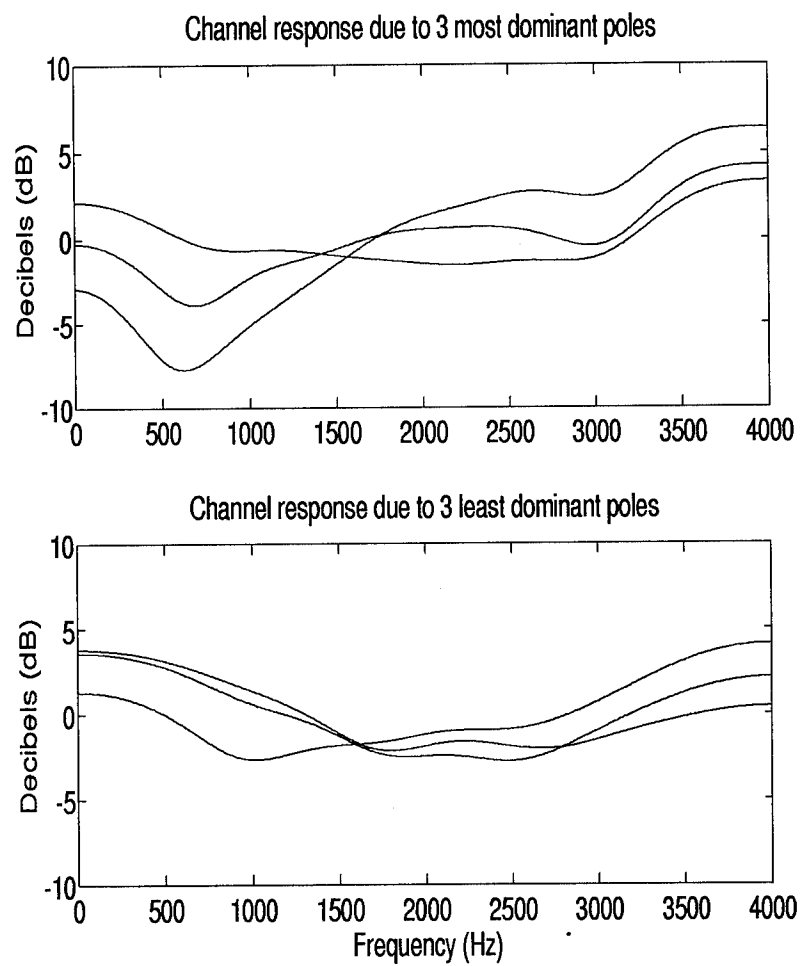 Channel response due to 3 most dominant poles
10
5
0
-5
-10
Decibels (dB)
0 500 1000 1500 2000 2500 3000 3500 4000
Channel response due to 3 least dominant poles
10
5
0
-5
-10
Decibels (dB)
0 500 1000 1500 2000 2500 3000 3500 4000
Frequency (Hz)